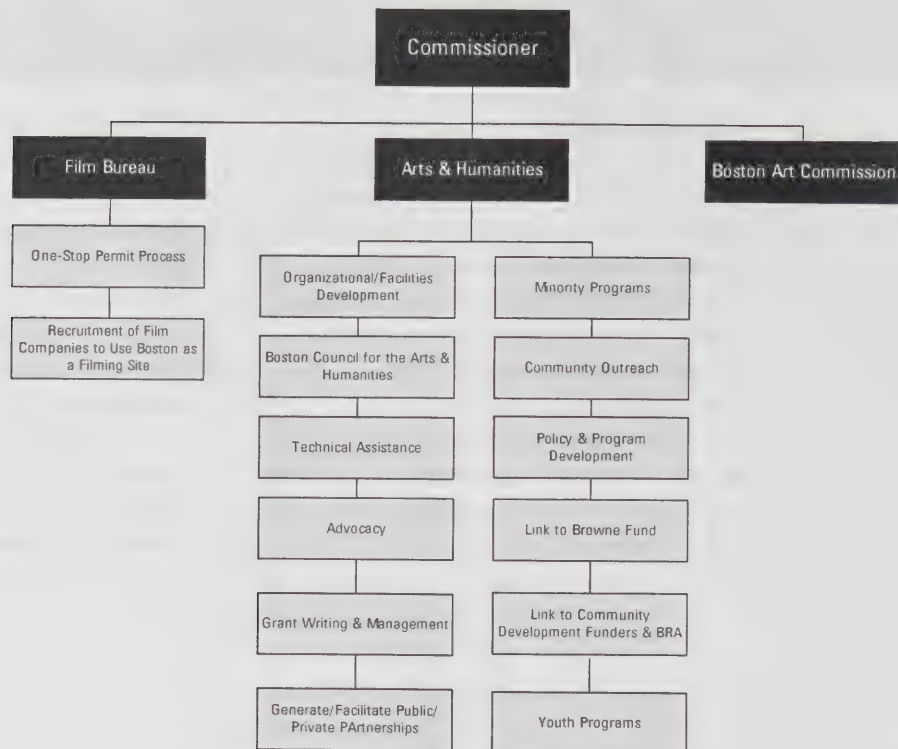 Commissioner
Film Bureau
Arts & Humanities
Boston Art Commission
One-Stop Permit Process
Recruitment of Film
Companies to Use Boston as
a Filming Site
Organizational/Facilities
Development
Boston Council for the Arts &
Humanities
Technical Assistance
Advocacy
Grant Writing & Management
Generate/Facilitate Public/
Private PArtnerships
Minority Programs
Community Outreach
Policy & Program
Development
Link to Browne Fund
Link to Community
Development Funders & BRA
Youth Programs